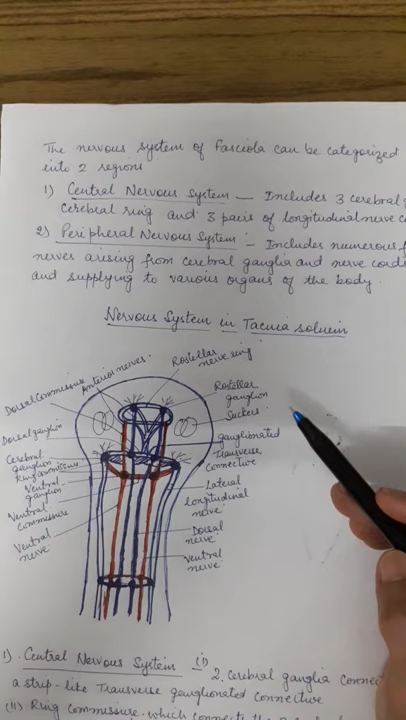 The nervous system of Fasciola can be categorized
into 2 regions
1) Central Nervous System — Includes 3 cerebral
cerebral ring and 3 pairs of longitudinal nerve
2) Peripheral Nervous System - Includes numerous
nerves arising from cerebral ganglia and nerve cords
and supplying to various organs of the body.
Nervous System in Taenia
Dorsal commissure
Anterior nerves.
Rostellar
nerve ring
Rostellar
ganglion
Suckers
Dorsal ganglion
ganglionated
Transverse
connective
Cerebral
ganglion
Ring commissure
Ventral
ganglion
Ventral
commissure
Ventral
nerve
Lateral
longitudinal
nerve
Dorsal
nerve
ventral
nerve
1). Central Nervous System — (i)
2 Cerebral ganglia
a strip-like Transverse ganglionated connective
(ii) Ring commissure which connects the